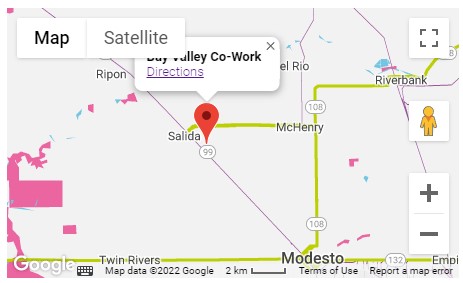 Map
Satellite
Bay Valley Co-Work
Directions
Ripon
el Rio
Riverbank
8
108
Salida
McHenry
99
108
Modesto
132
Empi
Twin Rivers
Google
Map data ©2022 Google
2 km
Terms of Use
Report a map error